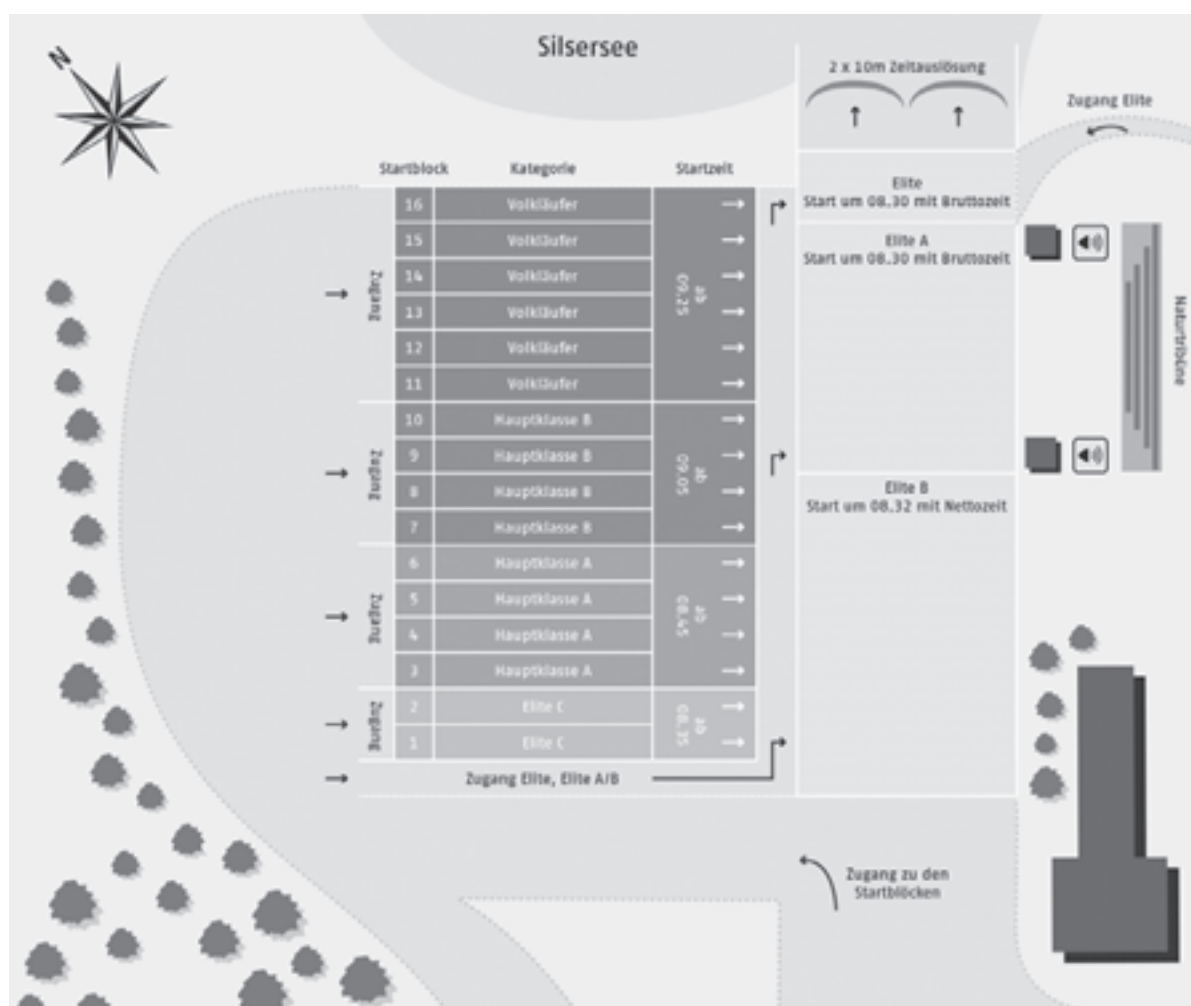 N
Silsersee
2 x 10m Zeitauslösung
Zugang Elite
Startblock Kategorie Startzeit
Elite
Start um 08.30 mit Bruttozeit
Elite A
Start um 08.30 mit Bruttozeit
Elite B
Start um 08.32 mit Nettozeit
Naturtribüne
Zugang
16 Volkläufer
15 Volkläufer
14 Volkläufer
13 Volkläufer
12 Volkläufer
11 Volkläufer
ab
09.25
Zugang
10 Hauptklasse B
9 Hauptklasse B
8 Hauptklasse B
7 Hauptklasse B
ab
09.05
Zugang
6 Hauptklasse A
5 Hauptklasse A
4 Hauptklasse A
3 Hauptklasse A
ab
08.45
Zugang
2 Elite C
1 Elite C
ab
08.35
Zugang Elite, Elite A/B
Zugang zu den
Startblöcken